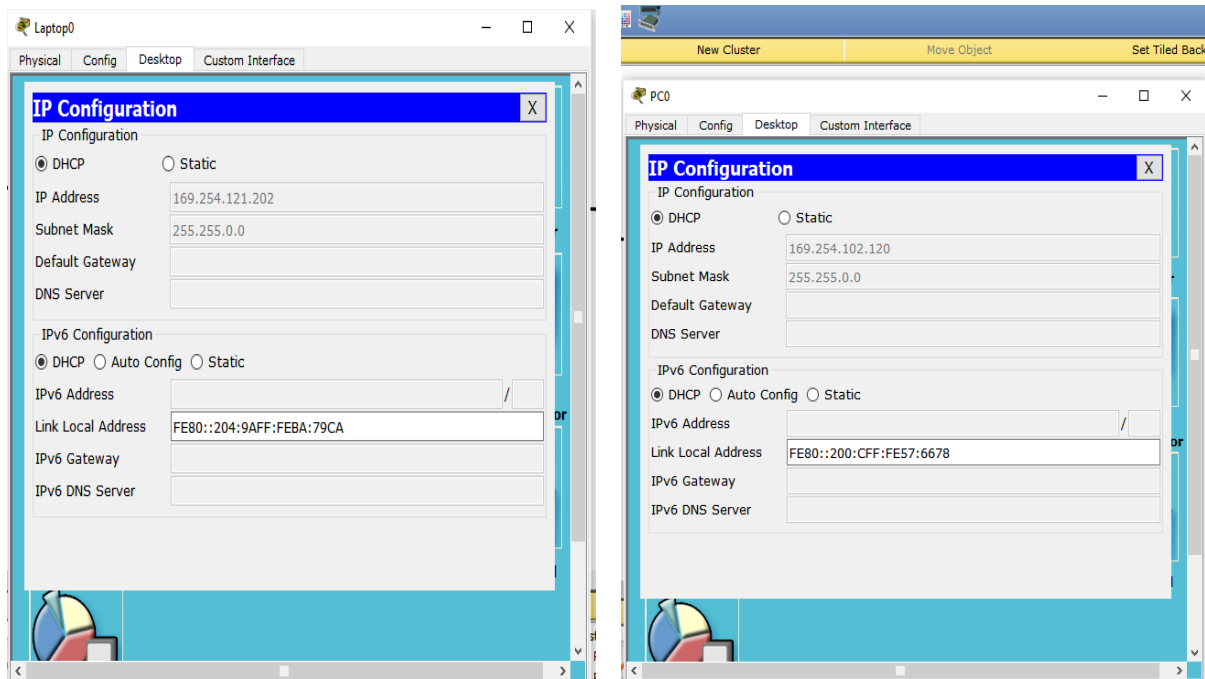 Laptop0
Physical Config Desktop Custom Interface
IP Configuration X
IP Configuration
DHCP Static
IP Address 169.254.121.202
Subnet Mask 255.255.0.0
Default Gateway
DNS Server
IPv6 Configuration
DHCP Auto Config Static
IPv6 Address /
Link Local Address FE80::204:9AFF:FEBA:79CA
IPv6 Gateway
IPv6 DNS Server
New Cluster Move Object Set Tiled Back
PC0
Physical Config Desktop Custom Interface
IP Configuration X
IP Configuration
DHCP Static
IP Address 169.254.102.120
Subnet Mask 255.255.0.0
Default Gateway
DNS Server
IPv6 Configuration
DHCP Auto Config Static
IPv6 Address /
Link Local Address FE80::200:CFF:FE57:6678
IPv6 Gateway
IPv6 DNS Server